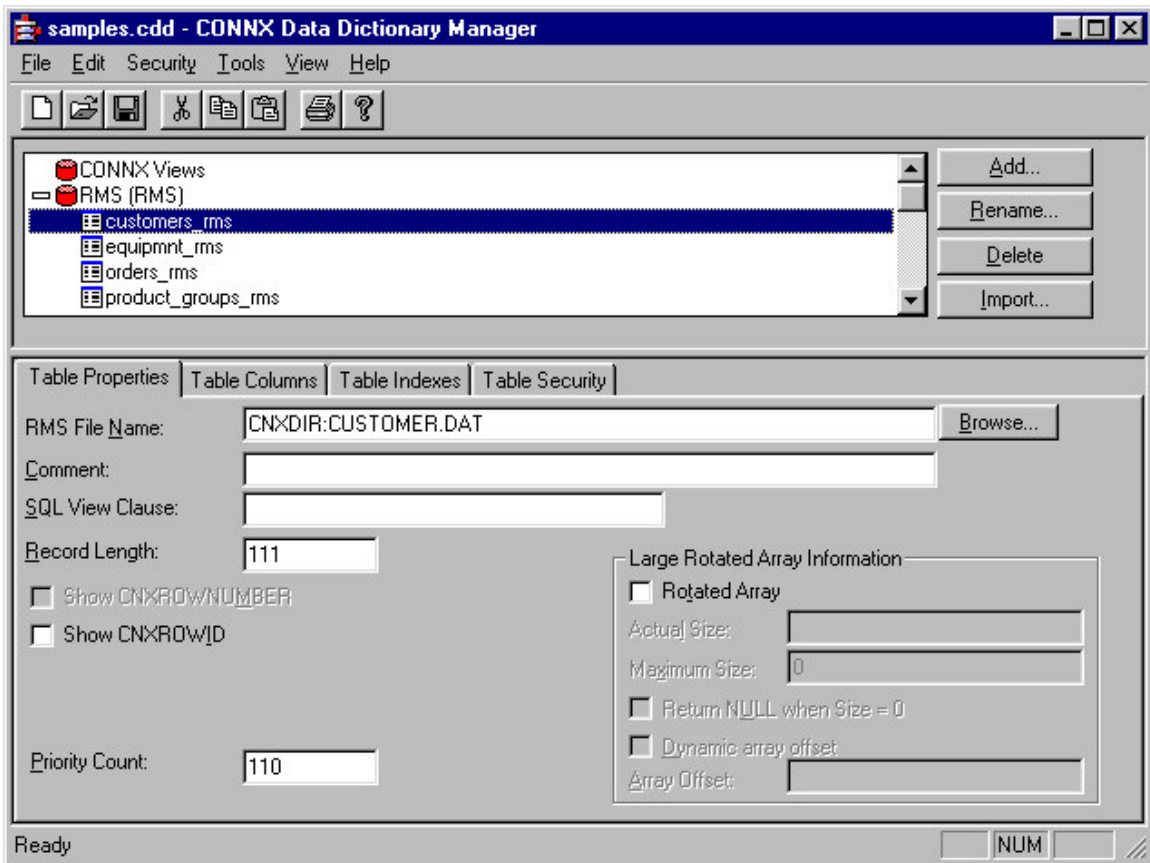 samples.cdd - CONNX Data Dictionary Manager
File Edit Security Tools View Help
CONNX Views
RMS (RMS)
customers_rms
equipmnt_rms
orders_rms
product_groups_rms
Add...
Rename...
Delete
Import...
Table Properties Table Columns Table Indexes Table Security
RMS File Name: CNXDIR:CUSTOMER.DAT Browse...
Comment:
SQL View Clause:
Record Length: 111
Show CNXROWNUMBER
Show CNXROWID
Priority Count: 110
Large Rotated Array Information
Rotated Array
Actual Size:
Maximum Size: 0
Return NULL when Size = 0
Dynamic array offset
Array Offset:
Ready NUM